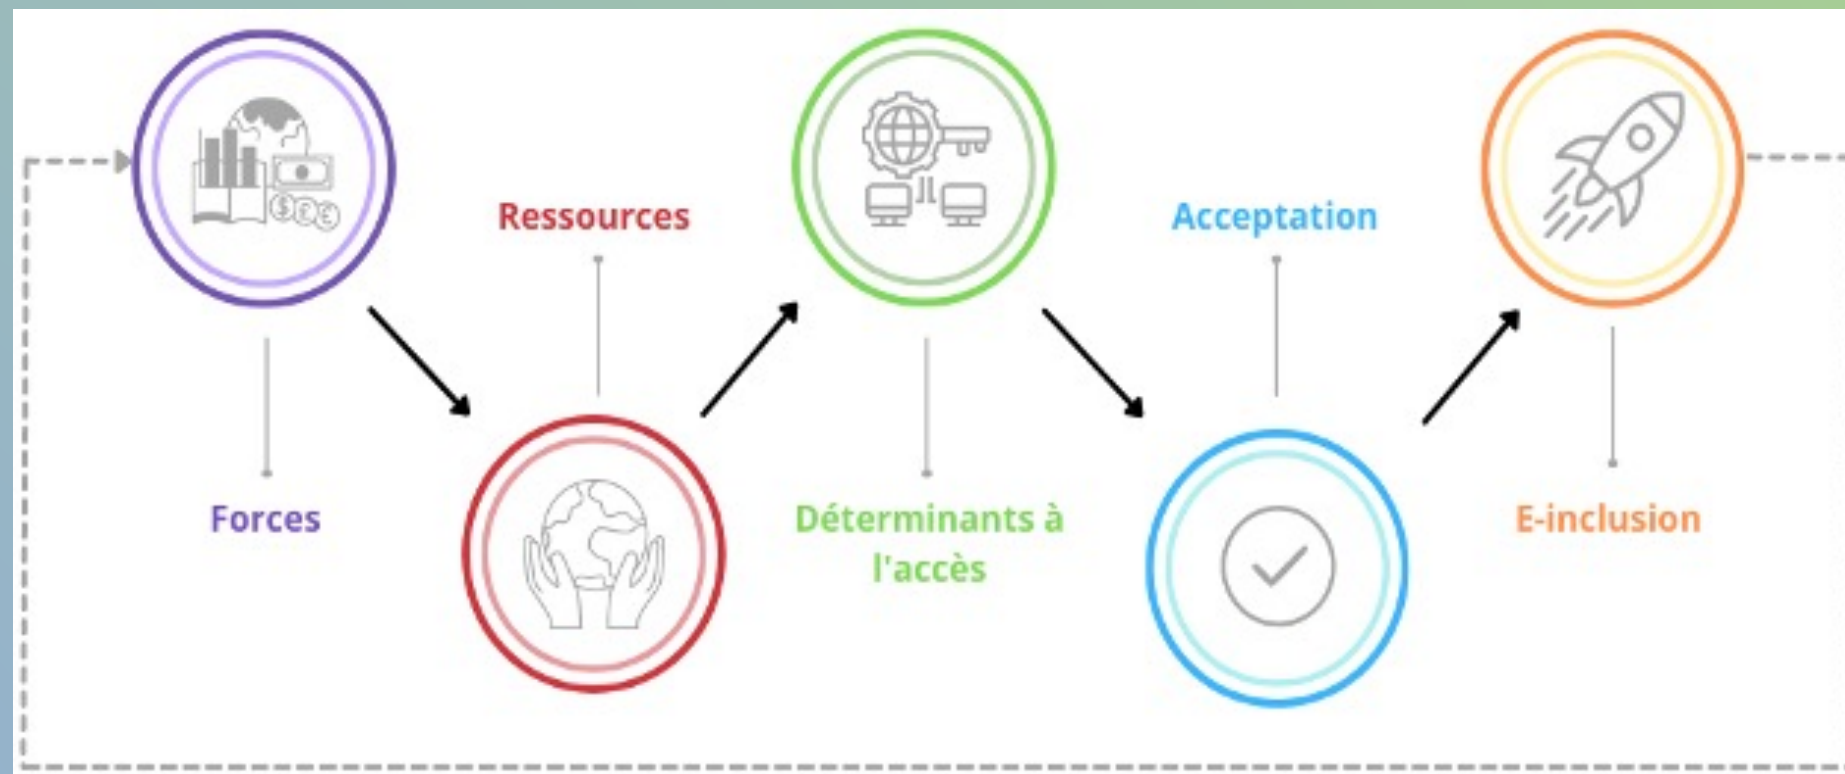 Ressources
Acceptation
Forces
Déterminants à
l'accès
E-inclusion